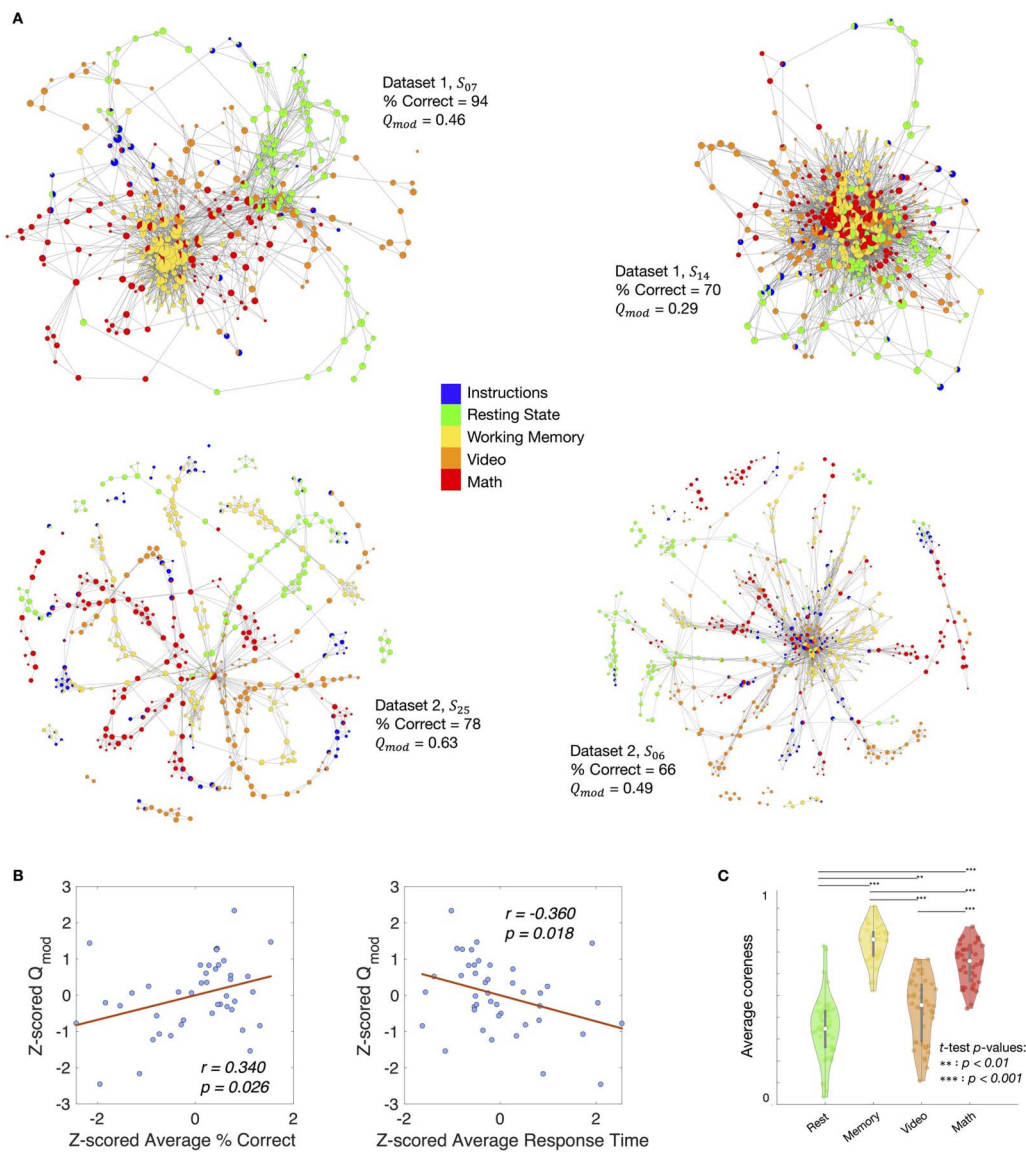 A
Dataset 1, S07
% Correct = 94
Qmod = 0.46
Dataset 1, S14
% Correct = 70
Qmod = 0.29
Instructions
Resting State
Working Memory
Video
Math
Dataset 2, S25
% Correct = 78
Qmod = 0.63
Dataset 2, S06
% Correct = 66
Qmod = 0.49
B
Z-scored Qmod
3
2
1
0
-1
-2
-3
r = 0.340
p = 0.026
-2
0
2
Z-scored Average % Correct
Z-scored Qmod
3
2
1
0
-1
-2
-3
r = -0.360
p = 0.018
-2
0
2
Z-scored Average Response Time
C
***
**
***
***
***
***
Average coreness
1
0
t-test p-values:
** : p < 0.01
*** : p < 0.001
Rest
Memory
Video
Math